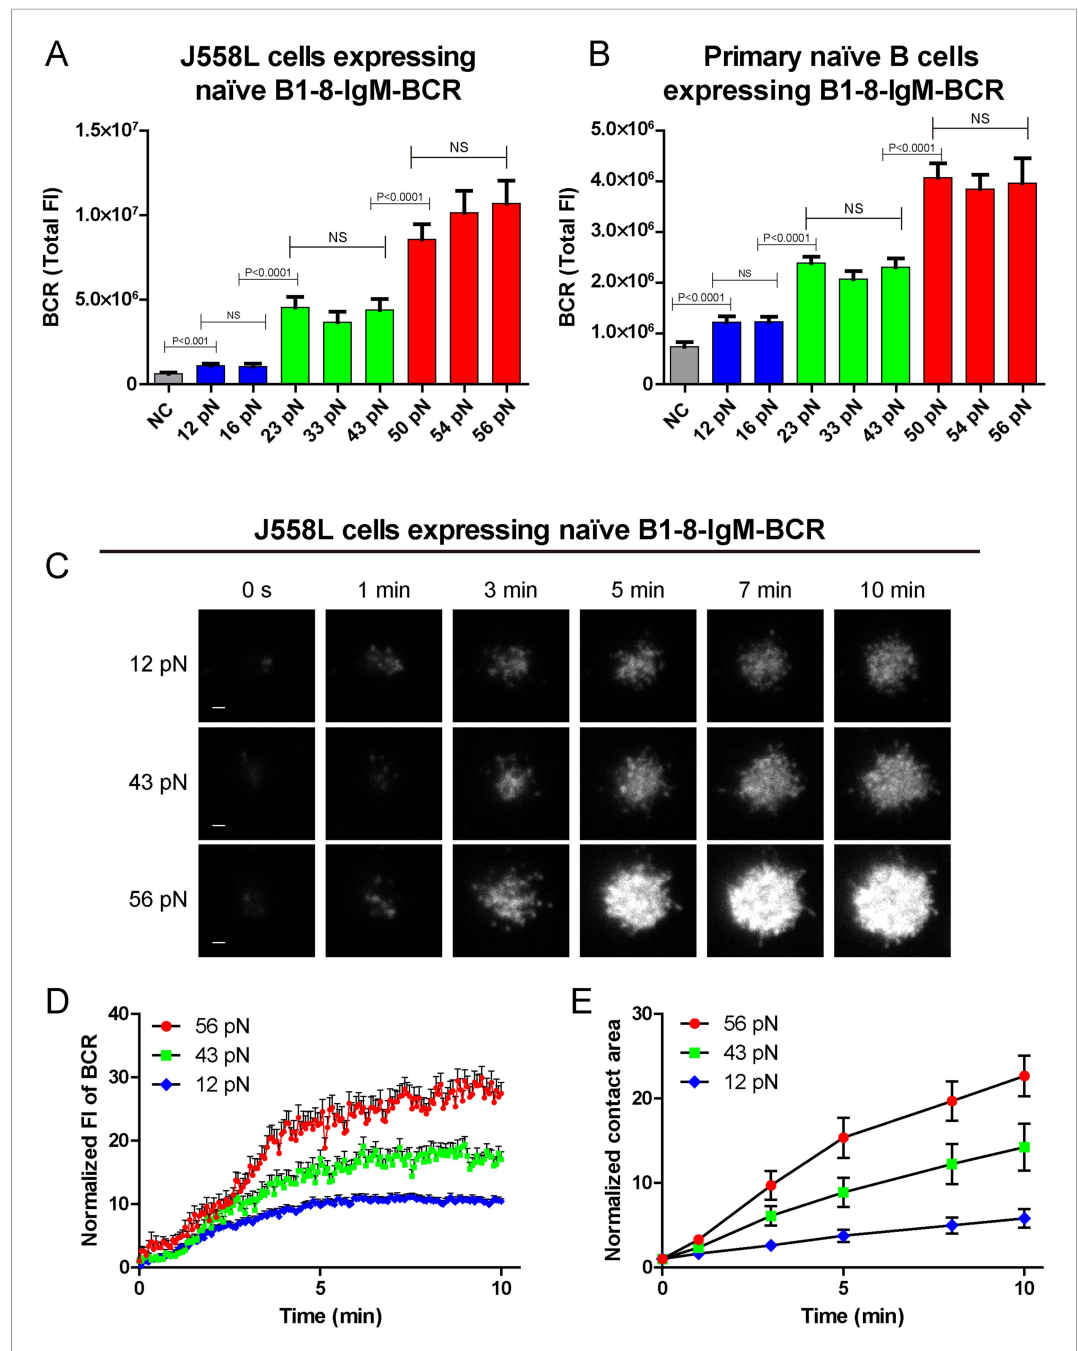 A
J558L cells expressing
naïve B1-8-IgM-BCR
BCR (Total FI)
1.5×10⁷
1.0×10⁷
5.0×10⁶
0
P<0.001
NS
P<0.0001
NS
P<0.0001
NS
NC
12 pN
16 pN
23 pN
33 pN
43 pN
50 pN
54 pN
56 pN
B
Primary naïve B cells
expressing B1-8-IgM-BCR
BCR (Total FI)
5.0×10⁶
4.0×10⁶
3.0×10⁶
2.0×10⁶
1.0×10⁶
0
P<0.0001
NS
P<0.0001
NS
P<0.0001
NS
NC
12 pN
16 pN
23 pN
33 pN
43 pN
50 pN
54 pN
56 pN
J558L cells expressing naïve B1-8-IgM-BCR
C
0 s 1 min 3 min 5 min 7 min 10 min
12 pN
43 pN
56 pN
D
Normalized FI of BCR
40
30
20
10
0
56 pN
43 pN
12 pN
0 5 10
Time (min)
E
Normalized contact area
30
20
10
0
56 pN
43 pN
12 pN
0 5 10
Time (min)